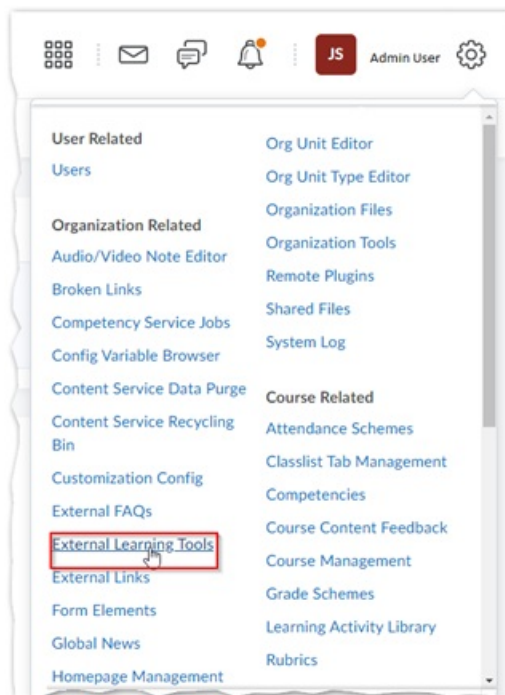 JS
Admin User
User Related
Users
Organization Related
Audio/Video Note Editor
Broken Links
Competency Service Jobs
Config Variable Browser
Content Service Data Purge
Content Service Recycling
Bin
Customization Config
External FAQs
External Learning Tools
External Links
Form Elements
Global News
Homepage Management
Org Unit Editor
Org Unit Type Editor
Organization Files
Organization Tools
Remote Plugins
Shared Files
System Log
Course Related
Attendance Schemes
Classlist Tab Management
Competencies
Course Content Feedback
Course Management
Grade Schemes
Learning Activity Library
Rubrics